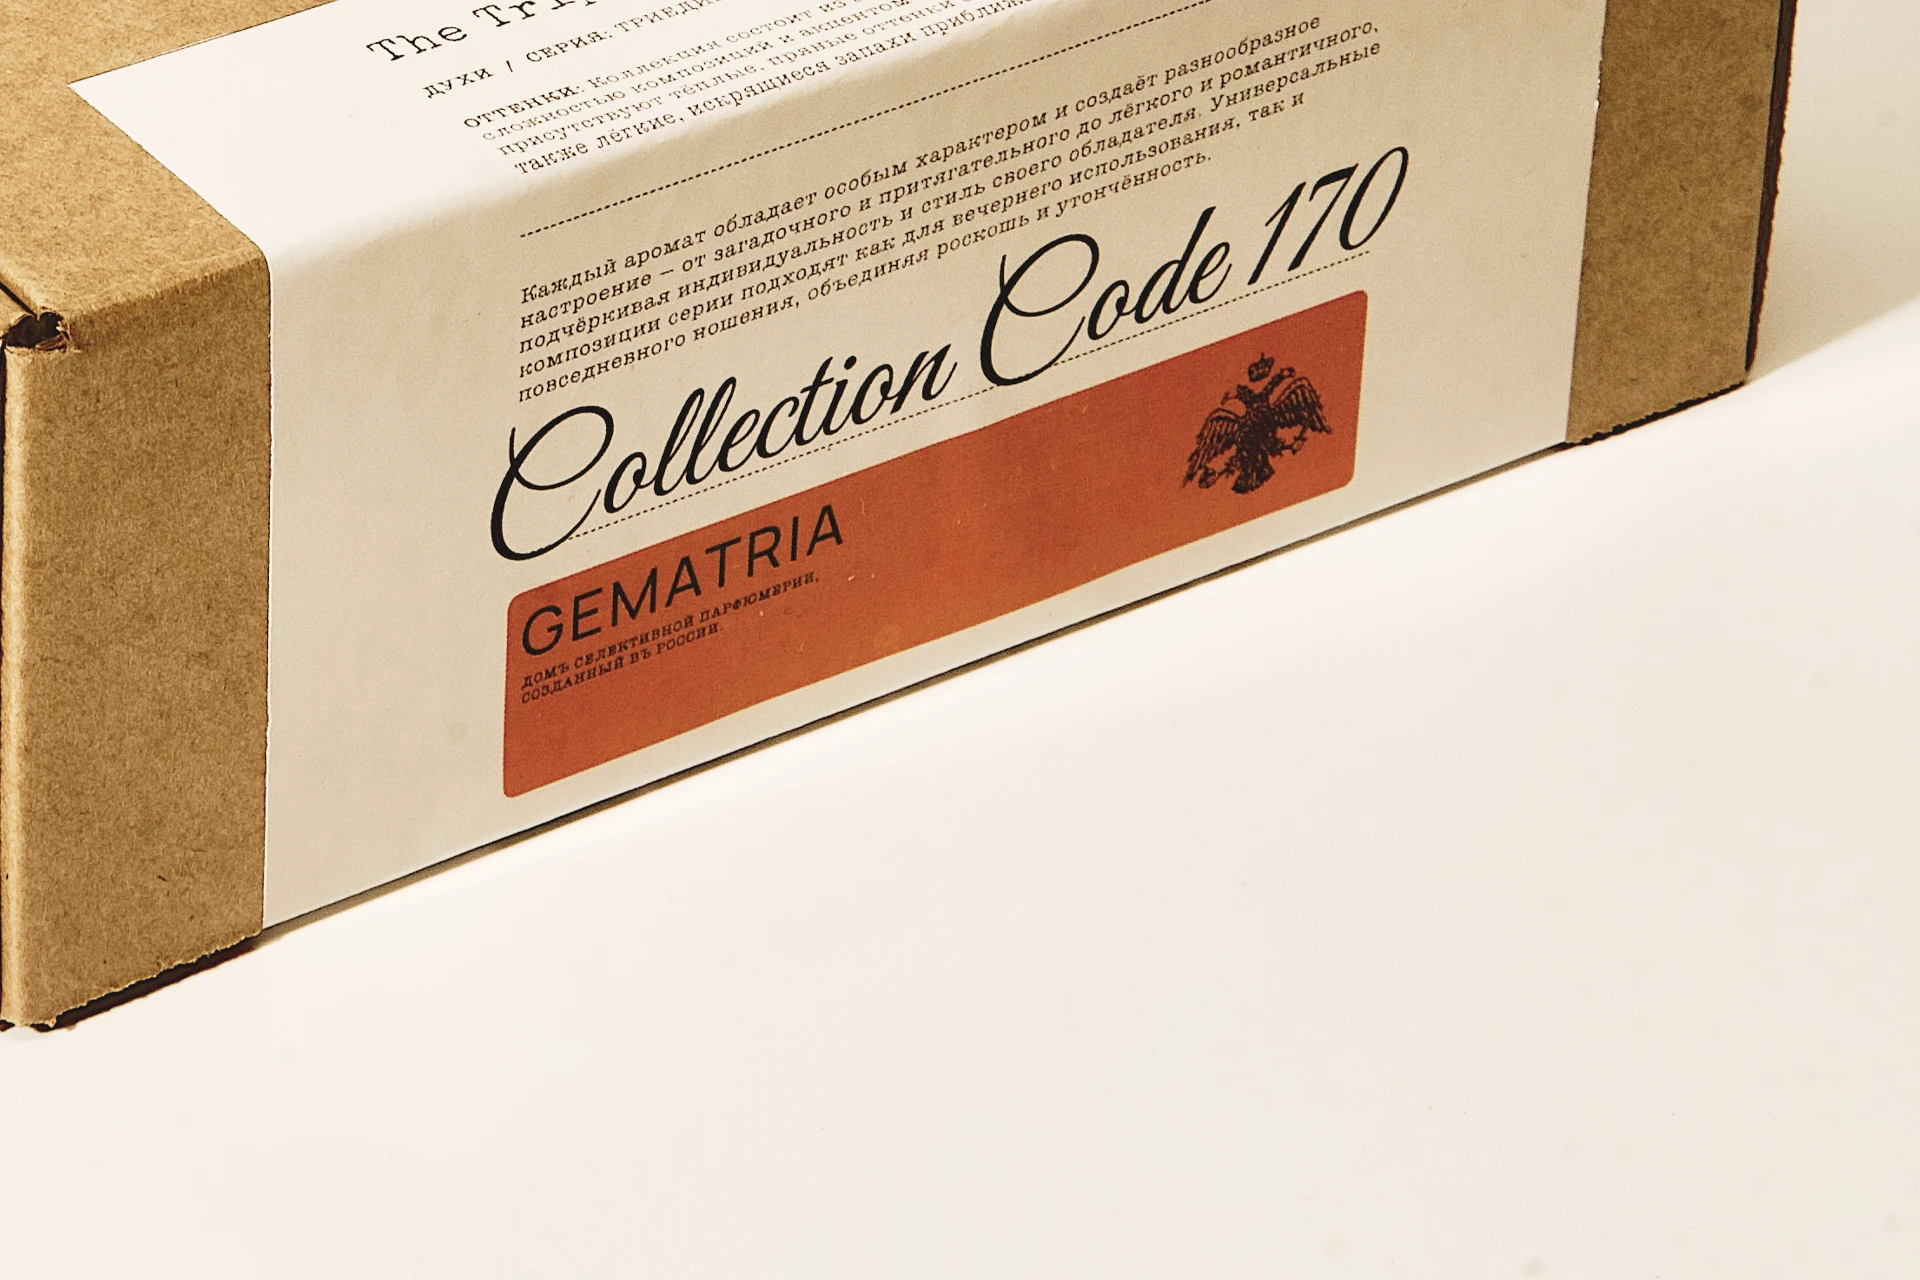 The
ДУХИ / СЕРИЯ:
ОТТЕНКИ: Коллекция состоит из
сложностью композиций и акцентом
присутствуют тёплые, пряные оттенки
также лёгкие, искрящиеся запахи
Каждый аромат обладает особым характером и создаёт разнообразное
настроение – от загадочного и притягательного до лёгкого и романтичного,
подчёркивая индивидуальность и стиль своего обладателя. Универсальные
композиции серии подходят как для вечернего использования, так и
повседневного ношения, объединяя роскошь и утончённость.
Collection Code 170
GEMATRIA
ДОМЪ СЕЛЕКТИВНОЙ ПАРФЮМЕРИИ,
СОЗДАННЫЙ ВЪ РОССИИ.